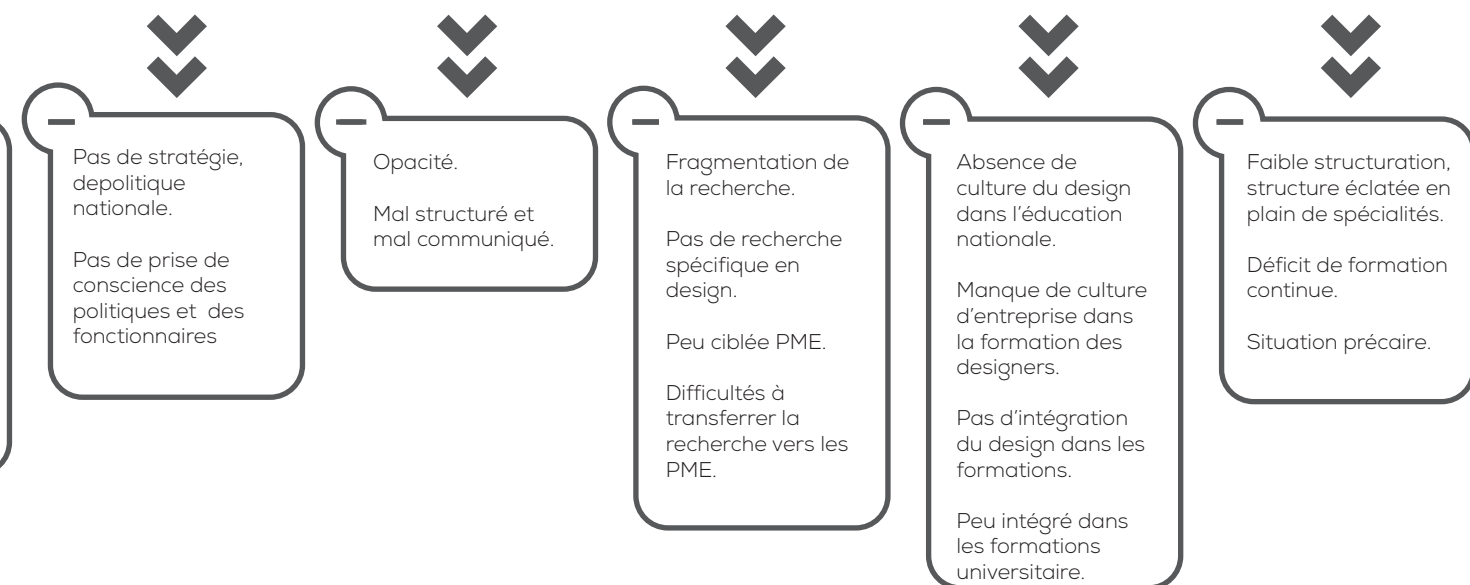 Pas de stratégie,
depolitique
nationale.
Pas de prise de
conscience des
politiques et des
fonctionnaires
Opacité.
Mal structuré et
mal communiqué.
Fragmentation de
la recherche.
Pas de recherche
spécifique en
design.
Peu ciblée PME.
Difficultés à
transferrer la
recherche vers les
PME.
Absence de
culture du design
dans l'éducation
nationale.
Manque de culture
d'entreprise dans
la formation des
designers.
Pas d'intégration
du design dans les
formations.
Peu intégré dans
les formations
universitaire.
Faible structuration,
structure éclatée en
plain de spécialités.
Déficit de formation
continue.
Situation précaire.